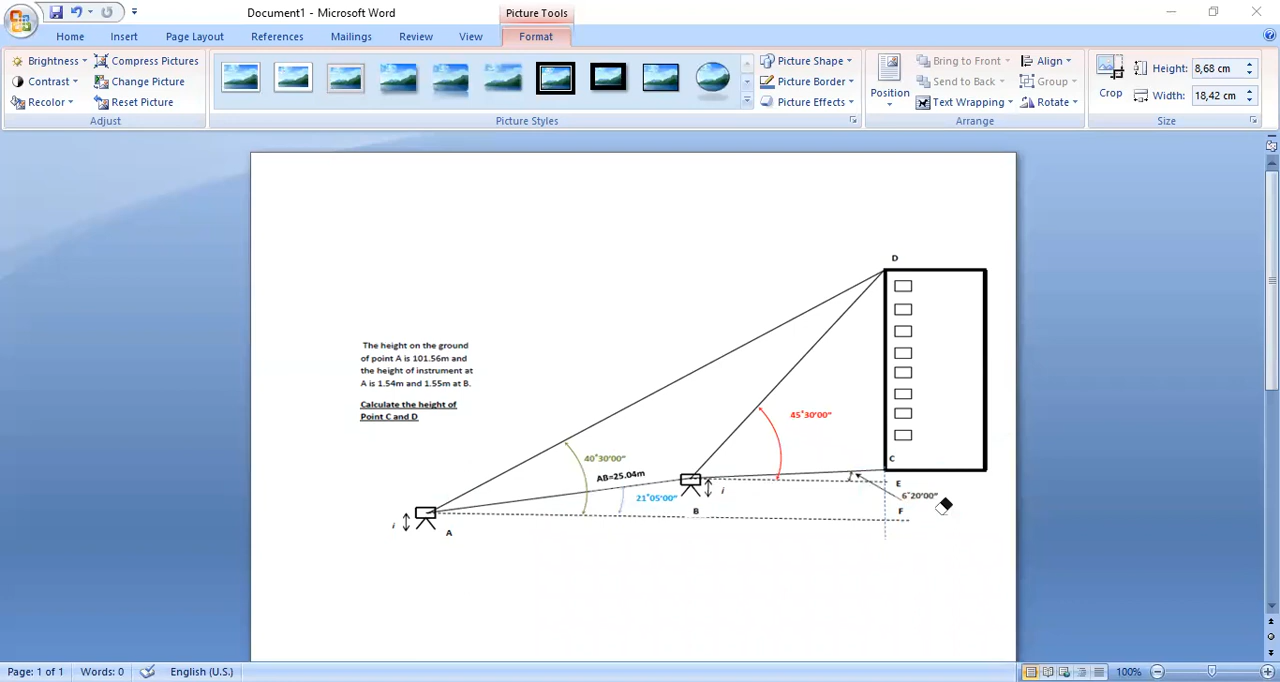 Document1 - Microsoft Word
Picture Tools
Home
Insert
Page Layout
References
Mailings
Review
View
Format
Brightness
Contrast
Recolor
Compress Pictures
Change Picture
Reset Picture
Adjust
Picture Styles
Picture Shape
Picture Border
Picture Effects
Position
Bring to Front
Send to Back
Text Wrapping
Align
Group
Rotate
Arrange
Crop
Height: 8,68 cm
Width: 18,42 cm
Size
The height on the ground
of point A is 101.56m and
the height of instrument at
A is 1.54m and 1.55m at B.
Calculate the height of
Point C and D
D
45°30'00"
40°30'00"
AB=25.04m
21°05'00"
C
E
6°20'00"
F
i
B
i
A
Page: 1 of 1
Words: 0
English (U.S.)
100%